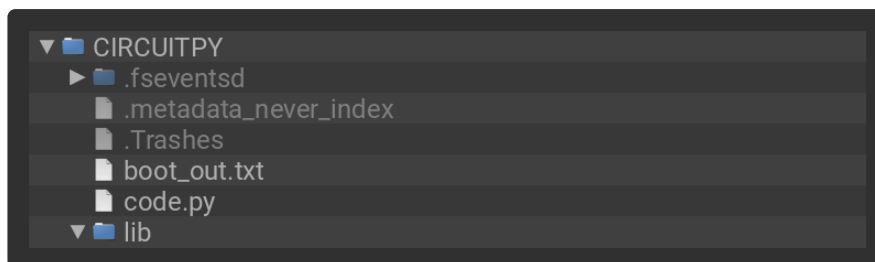 CIRCUITPY
.fseventsd
.metadata_never_index
.Trashes
boot_out.txt
code.py
lib